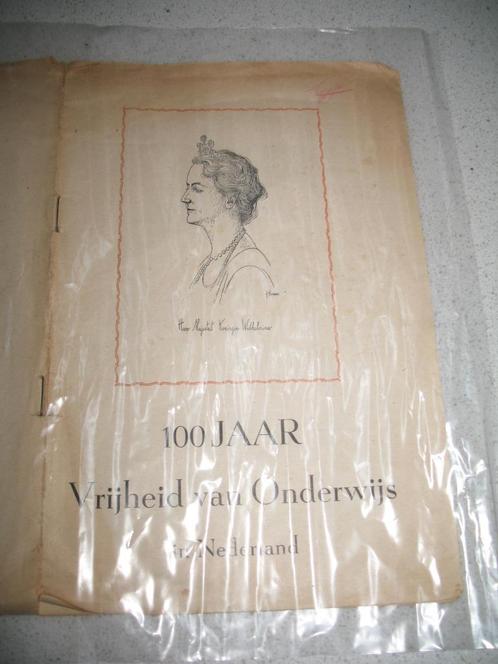 Hare Majesteit Koningin Wilhelmina
100 JAAR
Vrijheid van Onderwijs
in Nederland